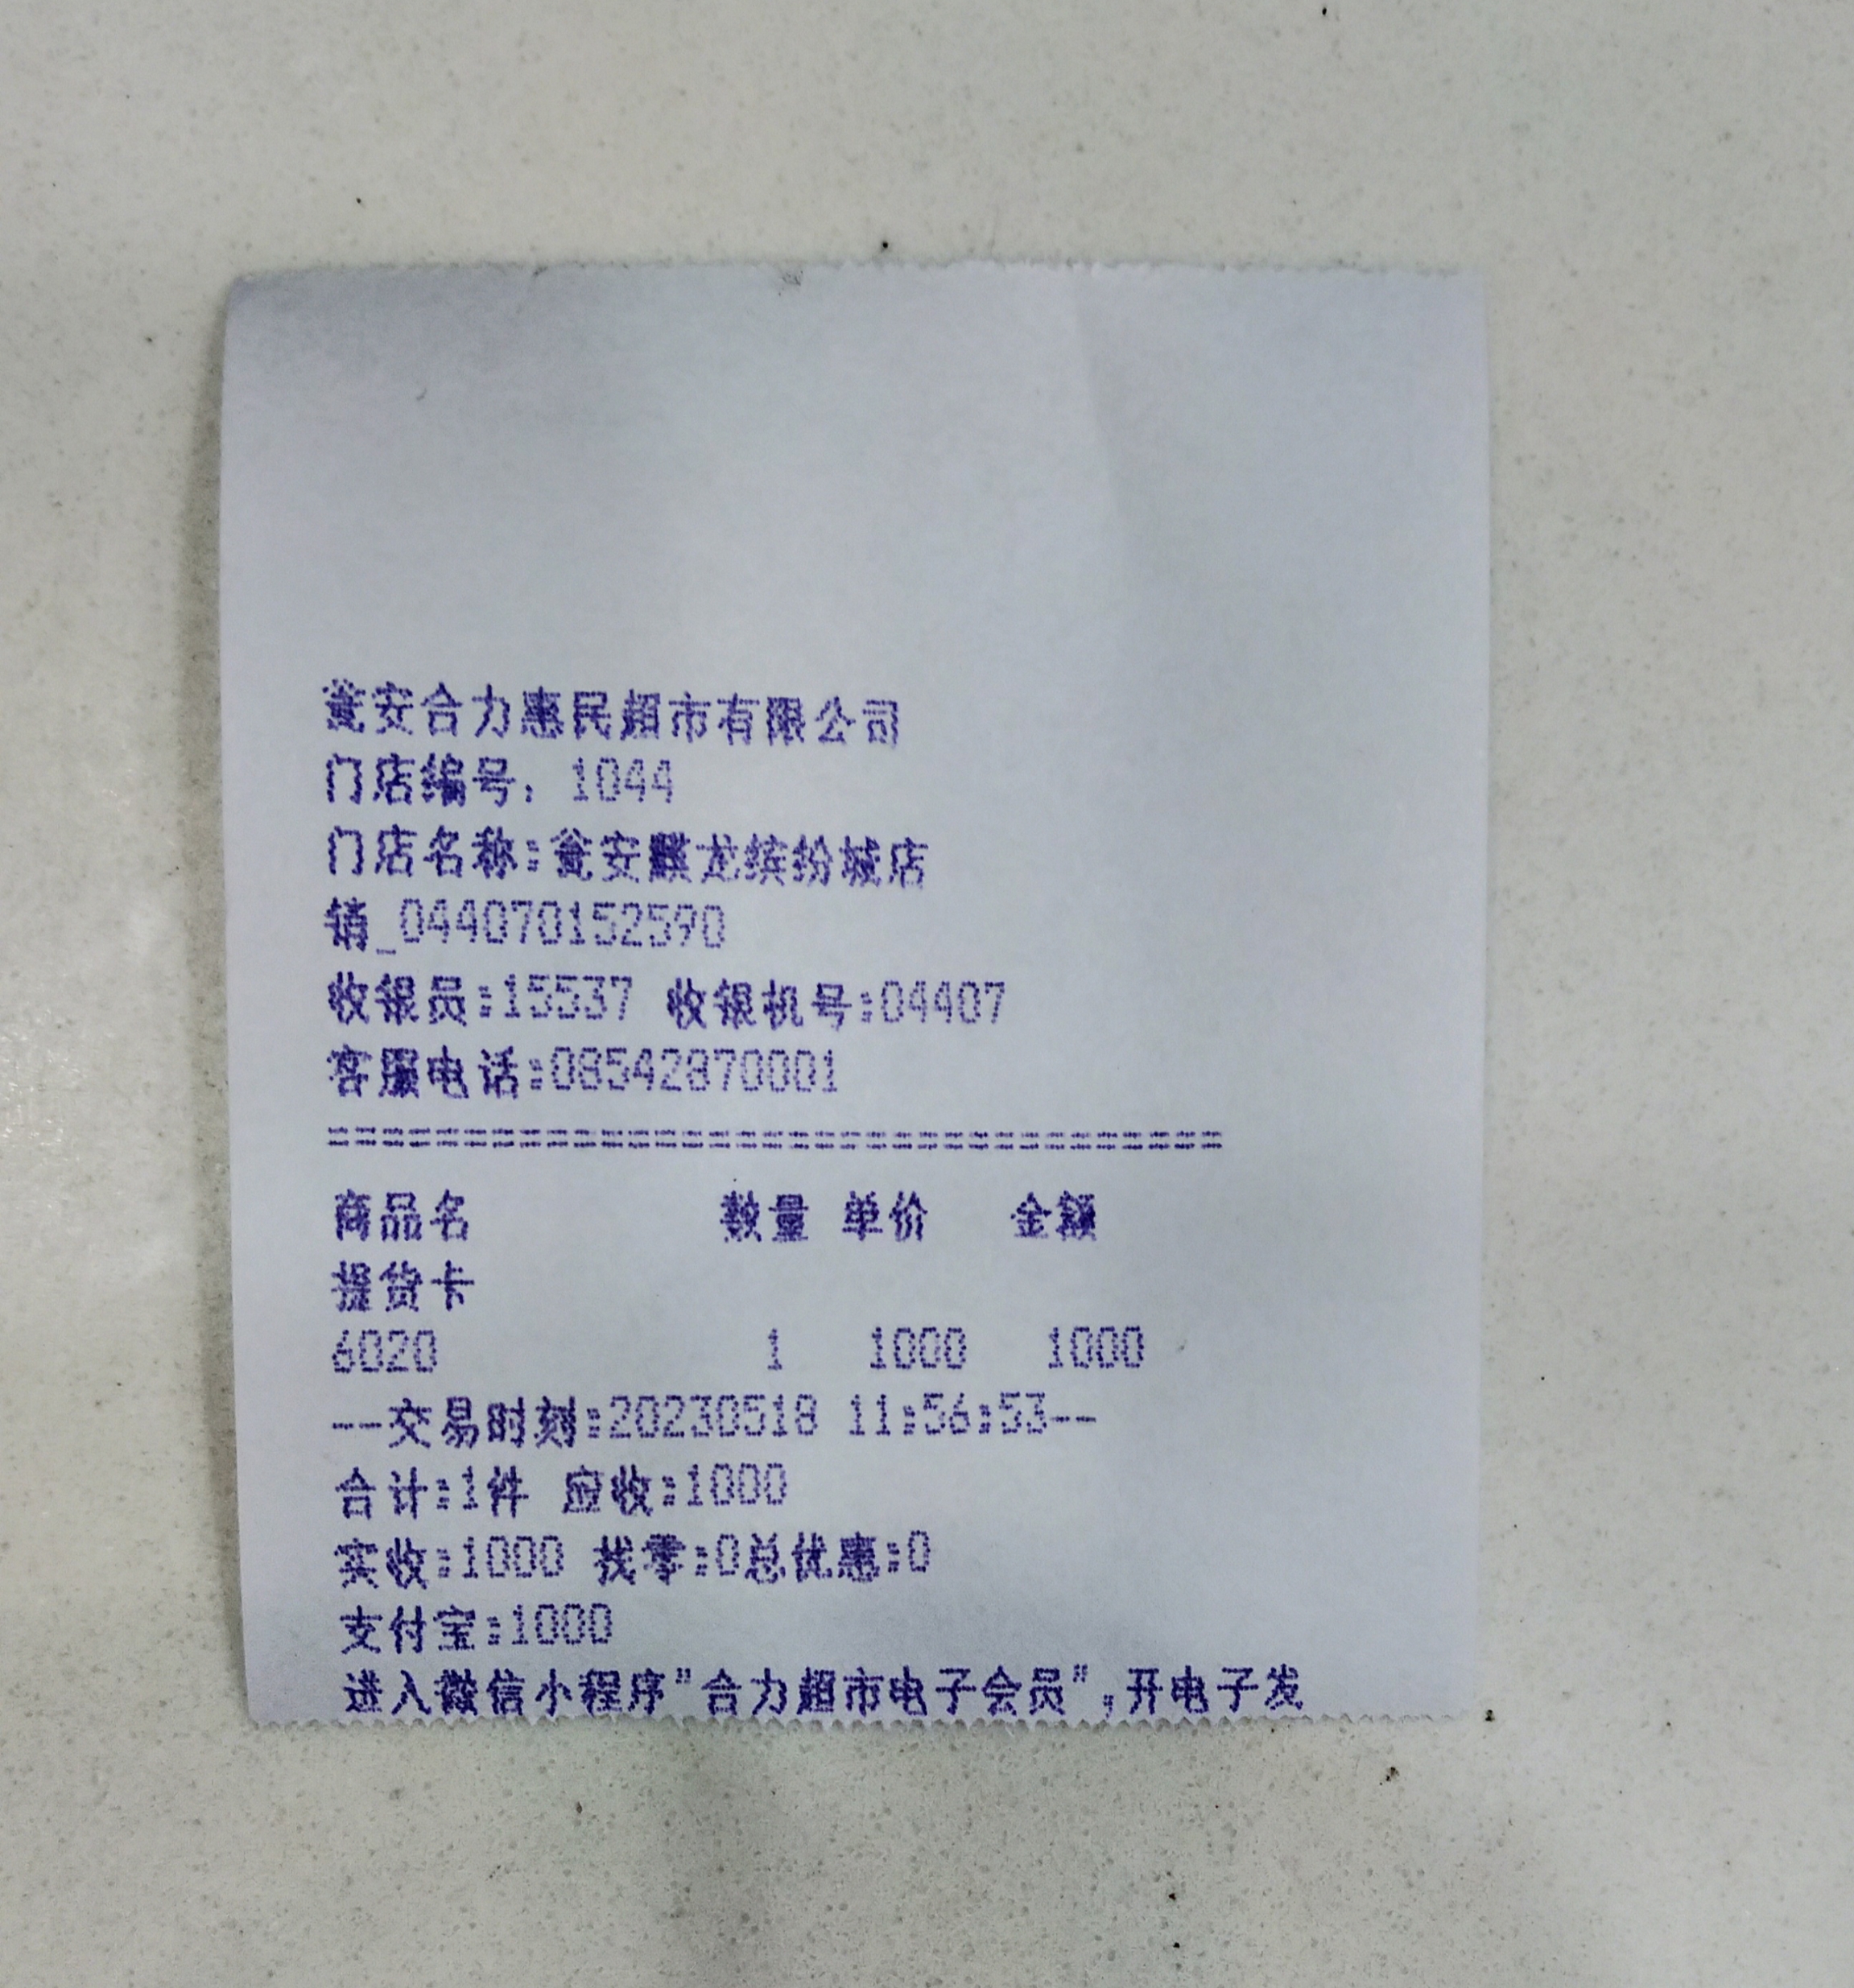 瓮安合力惠民超市有限公司
门店编号: 1044
门店名称:瓮安麒龙缤纷城店
销_044070152590
收银员:15537 收银机号:04407
客服电话:08542870001
==================================
商品名 数量 单价 金额
提货卡
6020 1 1000 1000
--交易时刻:20230518 11:56:53--
合计:1件 应收:1000
实收:1000 找零:0总优惠:0
支付宝:1000
进入微信小程序"合力超市电子会员",开电子发